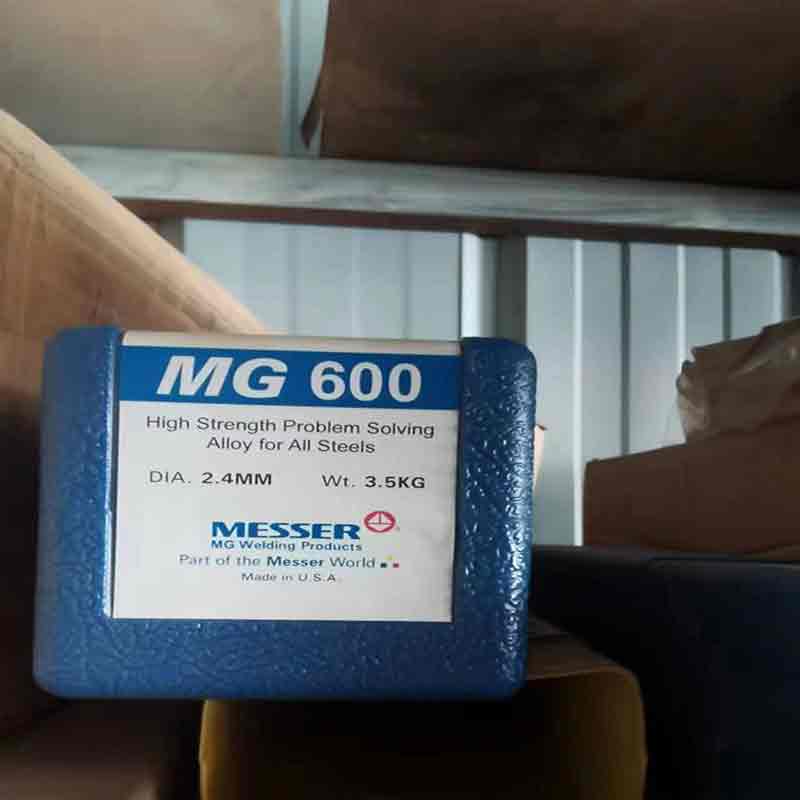 MG 600
High Strength Problem Solving
Alloy for All Steels
DIA. 2.4MM Wt. 3.5KG
MESSER
MG Welding Products
Part of the Messer World
Made in U.S.A.